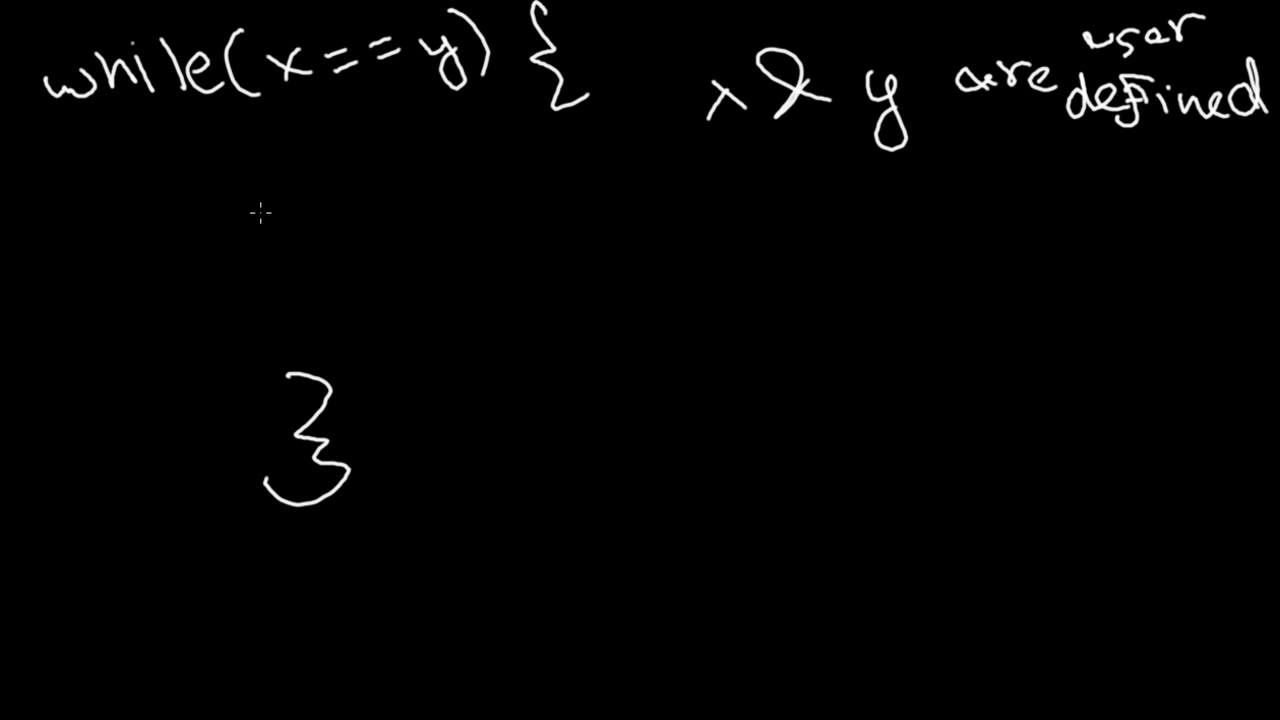 while(x==y){
x & y are user defined
}